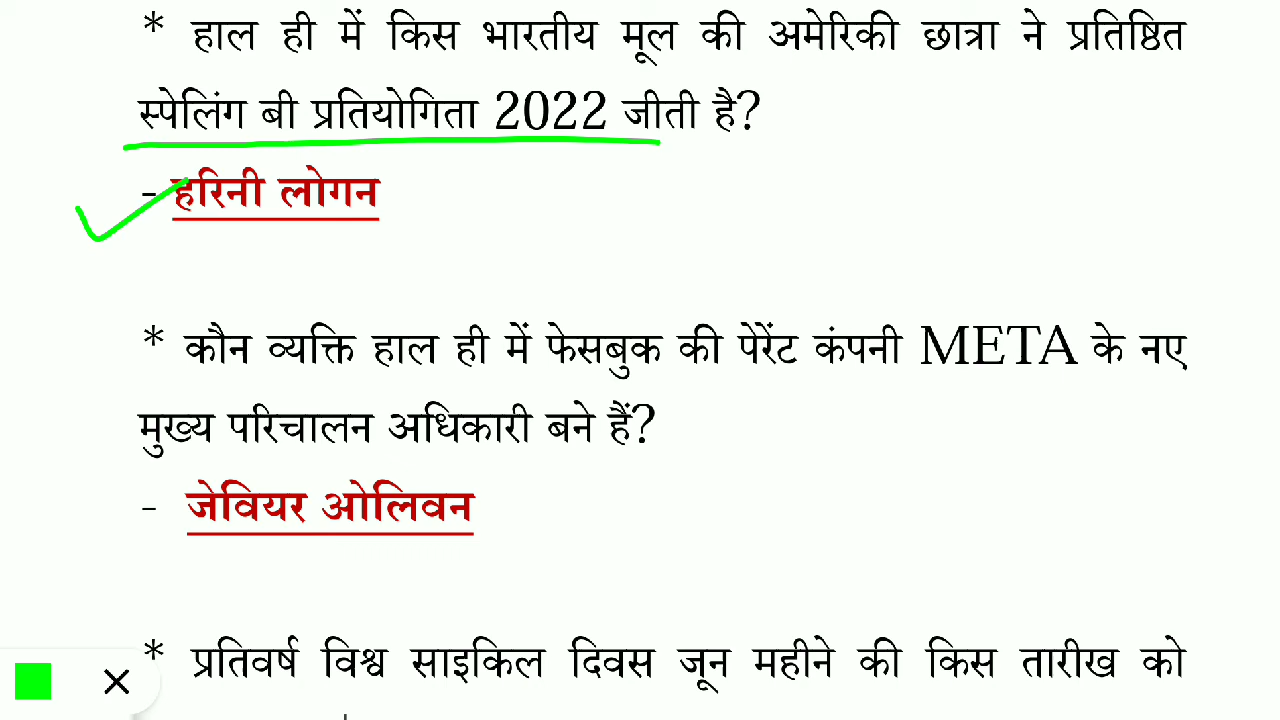 * हाल ही में किस भारतीय मूल की अमेरिकी छात्रा ने प्रतिष्ठित
स्पेलिंग बी प्रतियोगिता 2022 जीती है?
- हरिनी लोगन
* कौन व्यक्ति हाल ही में फेसबुक की पेरेंट कंपनी META के नए
मुख्य परिचालन अधिकारी बने हैं?
- जेवियर ओलिवन
* प्रतिवर्ष विश्व साइकिल दिवस जून महीने की किस तारीख को